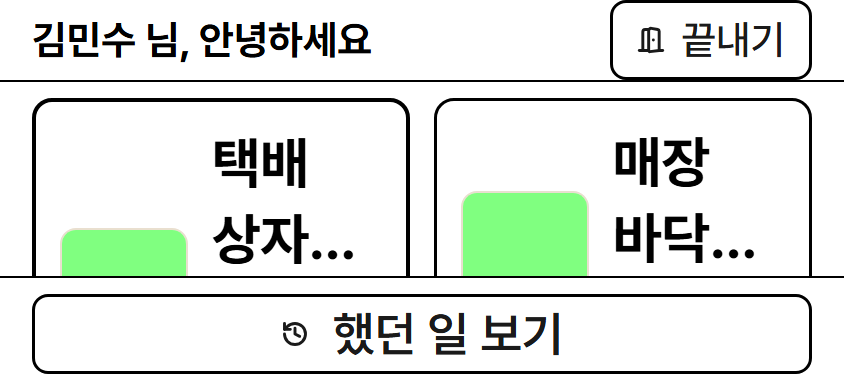 김민수 님, 안녕하세요
끝내기
택배
상자...
매장
바닥...
했던 일 보기